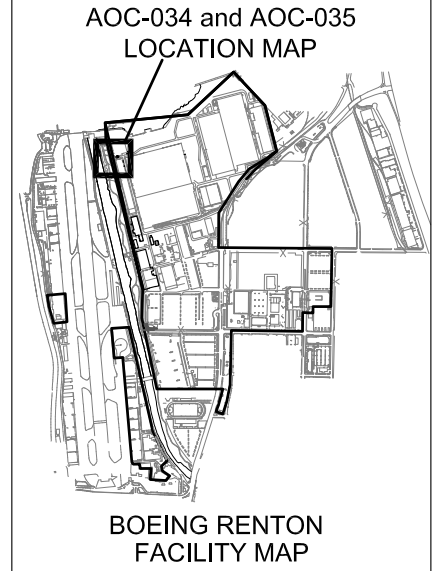 AOC-034 and AOC-035
LOCATION MAP
BOEING RENTON
FACILITY MAP